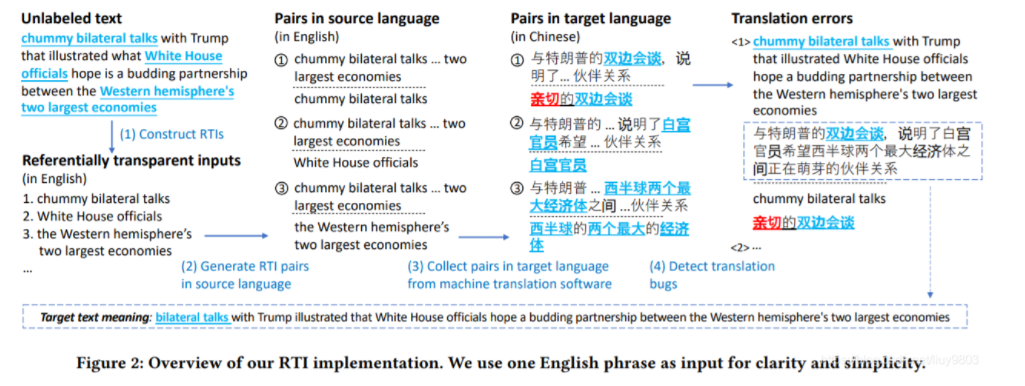 Unlabeled text
chummy bilateral talks with Trump
that illustrated what White House
officials hope is a budding partnership
between the Western hemisphere's
two largest economies
(1) Construct RTIs
Referentially transparent inputs
(in English)
1. chummy bilateral talks
2. White House officials
3. the Western hemisphere's
two largest economies
...
Pairs in source language
(in English)
① chummy bilateral talks ... two
largest economies
chummy bilateral talks
② chummy bilateral talks ... two
largest economies
White House officials
③ chummy bilateral talks ... two
largest economies
the Western hemisphere's
two largest economies
(2) Generate RTI pairs
in source language
Pairs in target language
(in Chinese)
① 与特朗普的双边会谈，说
明了... 伙伴关系
亲切的双边会谈
② 与特朗普的 ... 说明了白宫
官员希望 ... 伙伴关系
白宫官员
③ 与特朗普 ... 西半球两个最
大经济体之间 ...伙伴关系
西半球的两个最大的经济
体
(3) Collect pairs in target language
from machine translation software
Translation errors
<1> chummy bilateral talks with Trump
that illustrated White House officials
hope a budding partnership between
the Western hemisphere's two largest
economies
与特朗普的双边会谈，说明了白宫
官员希望西半球两个最大经济体之
间正在萌芽的伙伴关系
chummy bilateral talks
亲切的双边会谈
<2> ...
(4) Detect translation
bugs
Target text meaning: bilateral talks with Trump illustrated that White House officials hope a budding partnership between the Western hemisphere's two largest economies
Figure 2: Overview of our RTI implementation. We use one English phrase as input for clarity and simplicity.